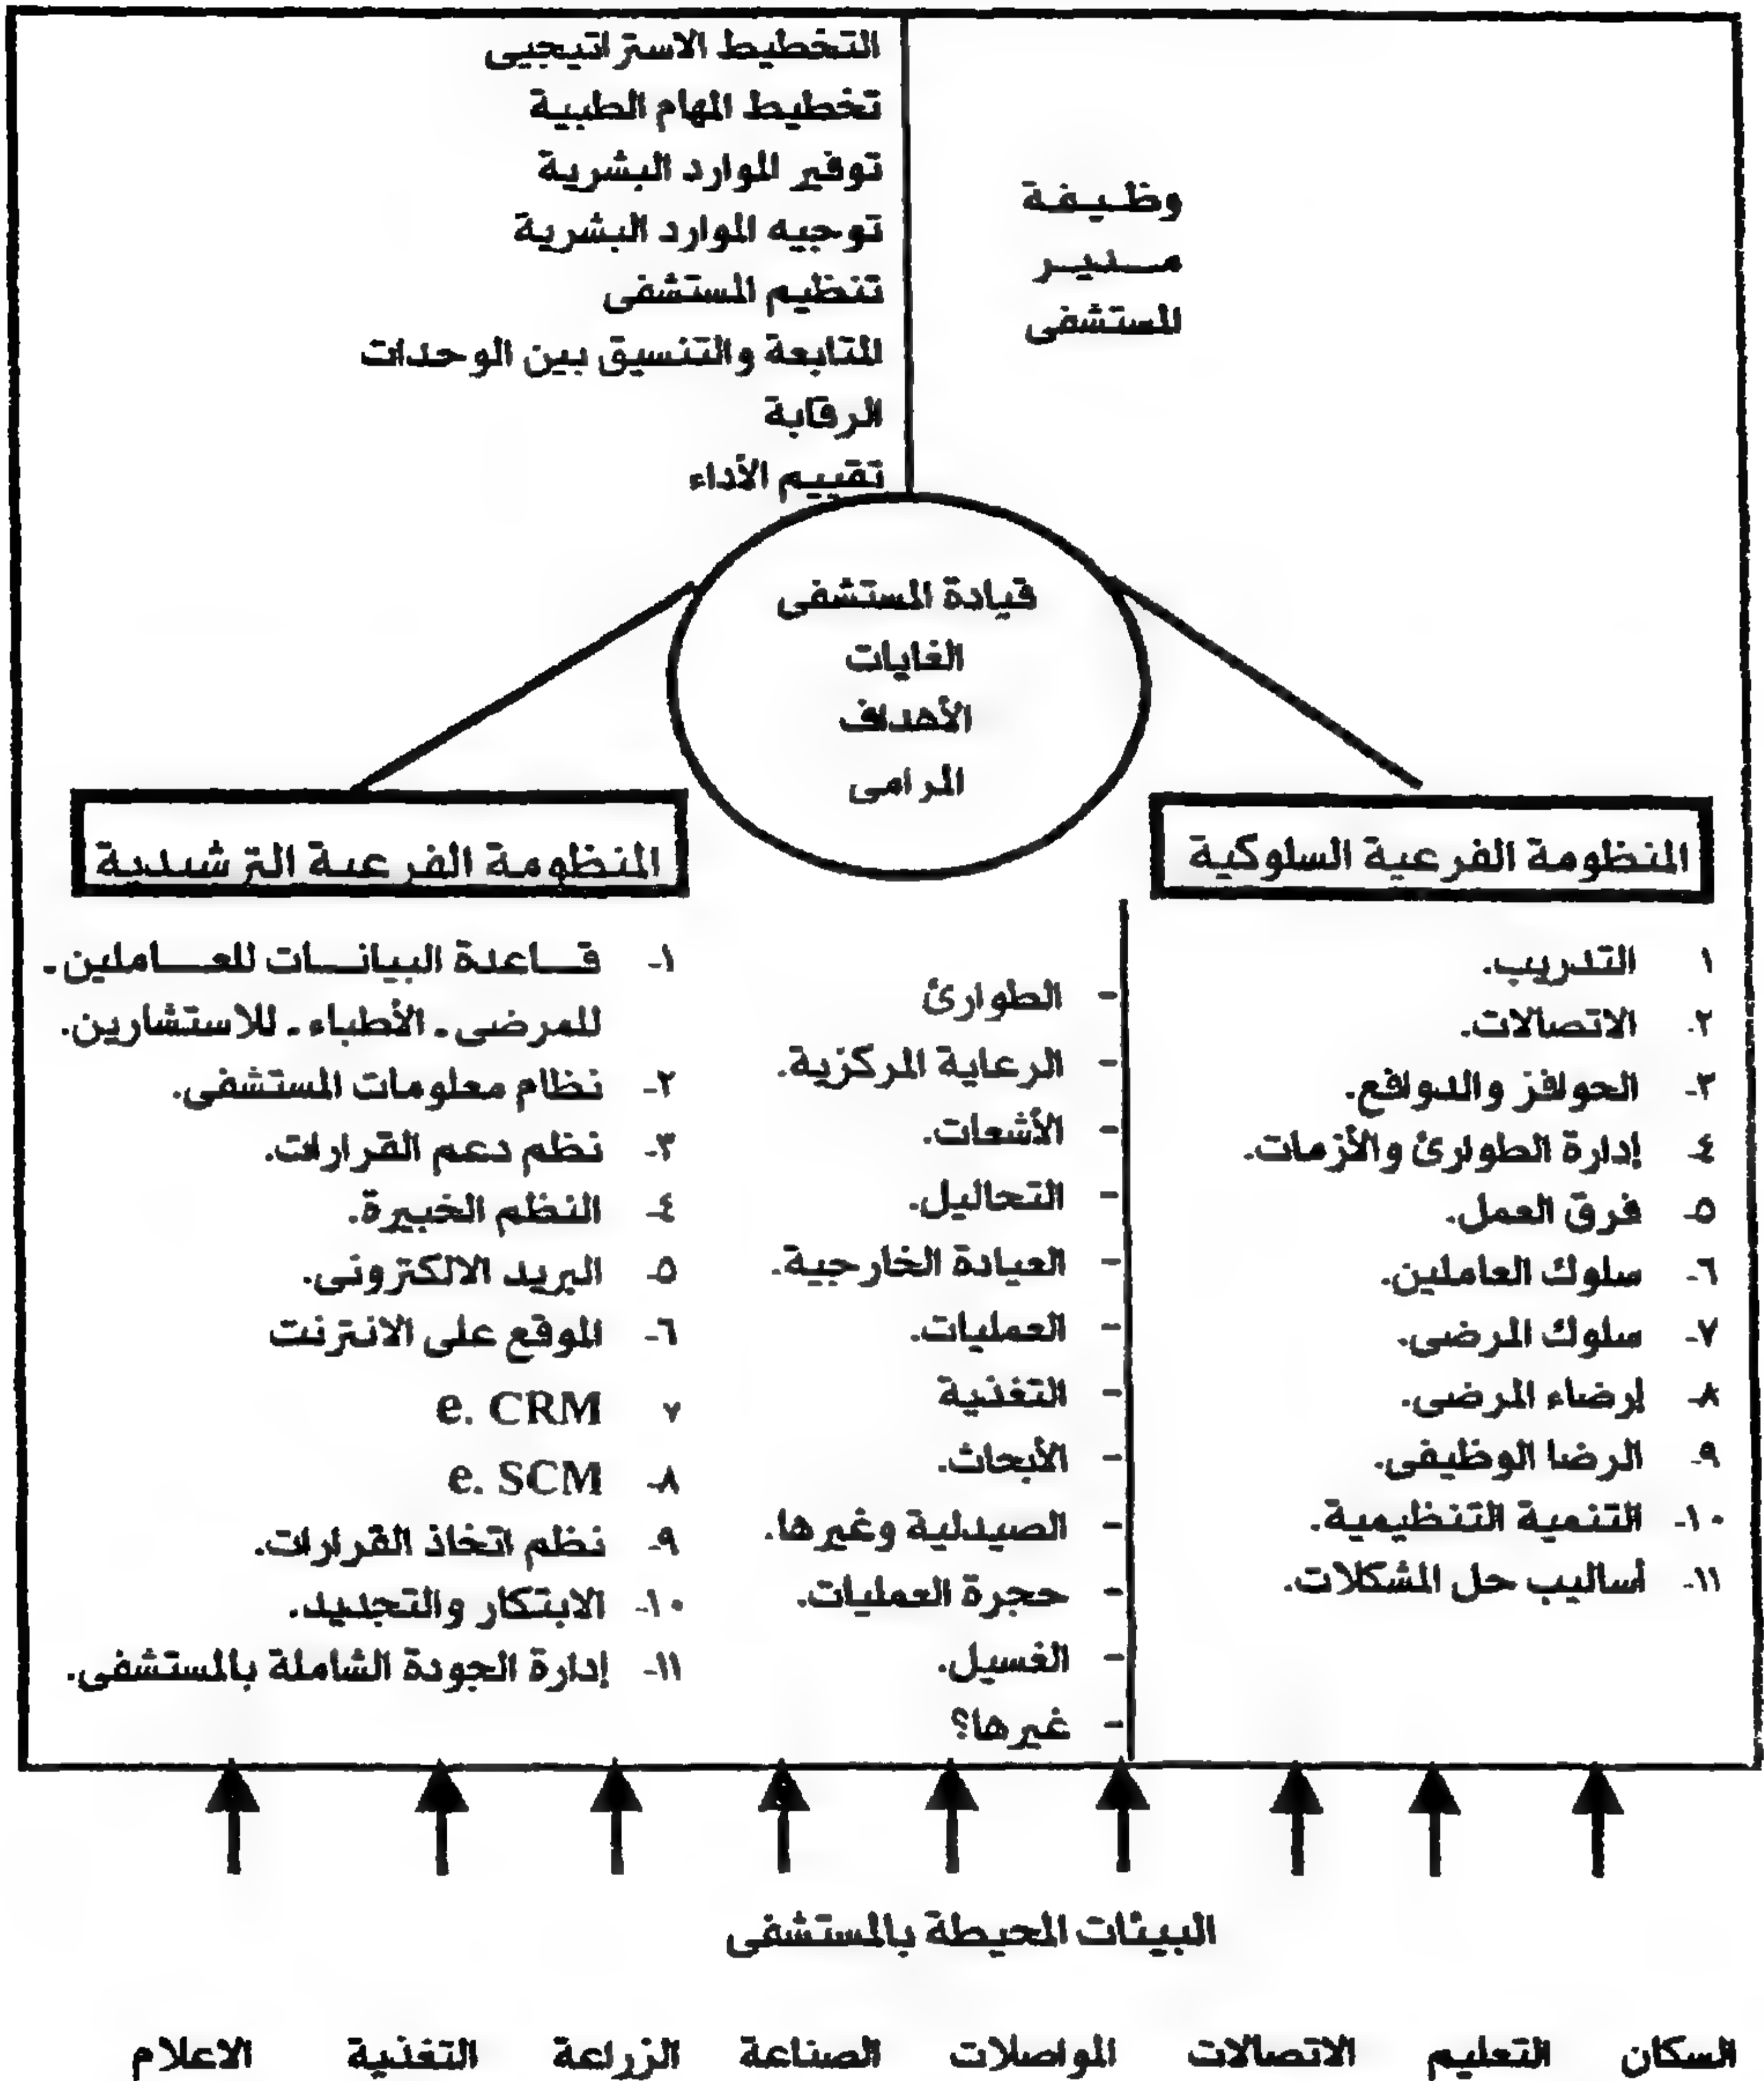 وظيفة
مدير
المستشفى
التخطيط الاستراتيجيى
تخطيط المهام الطبية
توفير الموارد البشرية
توجيه الموارد البشرية
تنظيم المستشفى
المتابعة والتنسيق بين الوحدات
الرقابة
تقييم الأداء
قيادة المستشفى
الغايات
الأهداف
المرامى
المنظومة الفرعية السلوكية
١ التدريب.
٢- الاتصالات.
٣- الحوافز والدوافع.
٤- إدارة الطوارئ والأزمات.
٥- فرق العمل.
٦- سلوك العاملين.
٧- سلوك المرضى.
٨- إرضاء المرضى.
٩- الرضا الوظيفى.
١٠- التنمية التنظيمية.
١١- أساليب حل المشكلات.
- الطوارئ
- الرعاية المركزية.
- الأشعات.
- التحاليل.
- العيادة الخارجية.
- العمليات.
- التغذية
- الأبحاث.
- الصيدلية وغيرها.
- حجرة العمليات.
- الغسيل.
- غيرها؟
المنظومة الفرعية الترشيدية
١- قاعدة البيانات للعاملين -
للمرضى - الأطباء - للاستشارين.
٢- نظام معلومات المستشفى.
٣- نظم دعم القرارات.
٤- النظم الخبيرة.
٥- البريد الالكترونى.
٦- الموقع على الانترنت
٧ e. CRM
٨- e. SCM
٩- نظم اتخاذ القرارات.
١٠- الابتكار والتجديد.
١١- إدارة الجودة الشاملة بالمستشفى.
البيئات المحيطة بالمستشفى
السكان التعليم الاتصالات المواصلات الصناعة الزراعة التغذية الاعلام